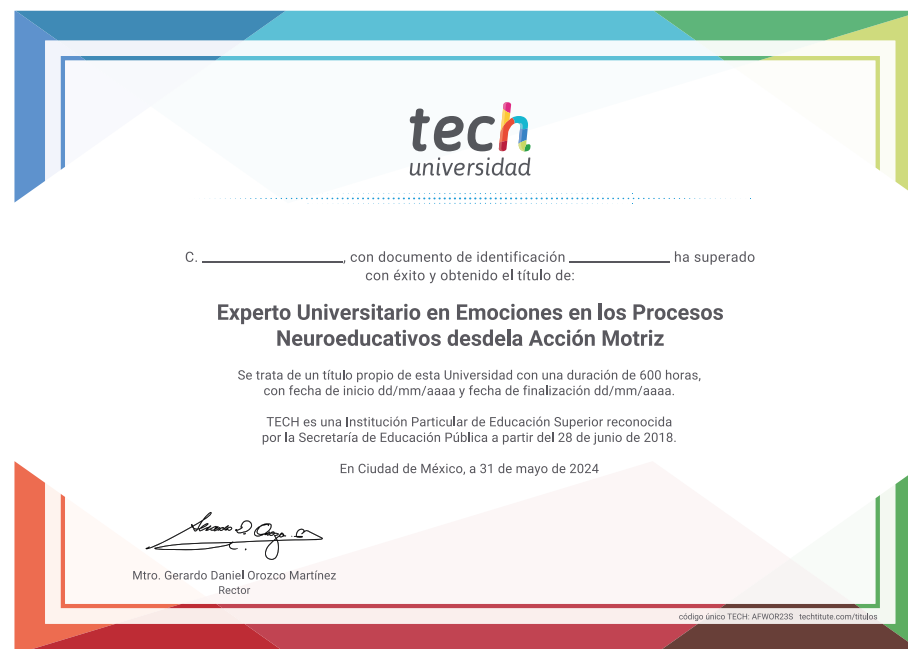 tech
universidad
C. ____________, con documento de identificación ____________ ha superado
con éxito y obtenido el título de:
Experto Universitario en Emociones en los Procesos
Neuroeducativos desdela Acción Motriz
Se trata de un título propio de esta Universidad con una duración de 600 horas,
con fecha de inicio dd/mm/aaaa y fecha de finalización dd/mm/aaaa.
TECH es una Institución Particular de Educación Superior reconocida
por la Secretaría de Educación Pública a partir del 28 de junio de 2018.
En Ciudad de México, a 31 de mayo de 2024
Mtro. Gerardo Daniel Orozco Martínez
Rector
código único TECH: AFWOR23S techtitute.com/titulos